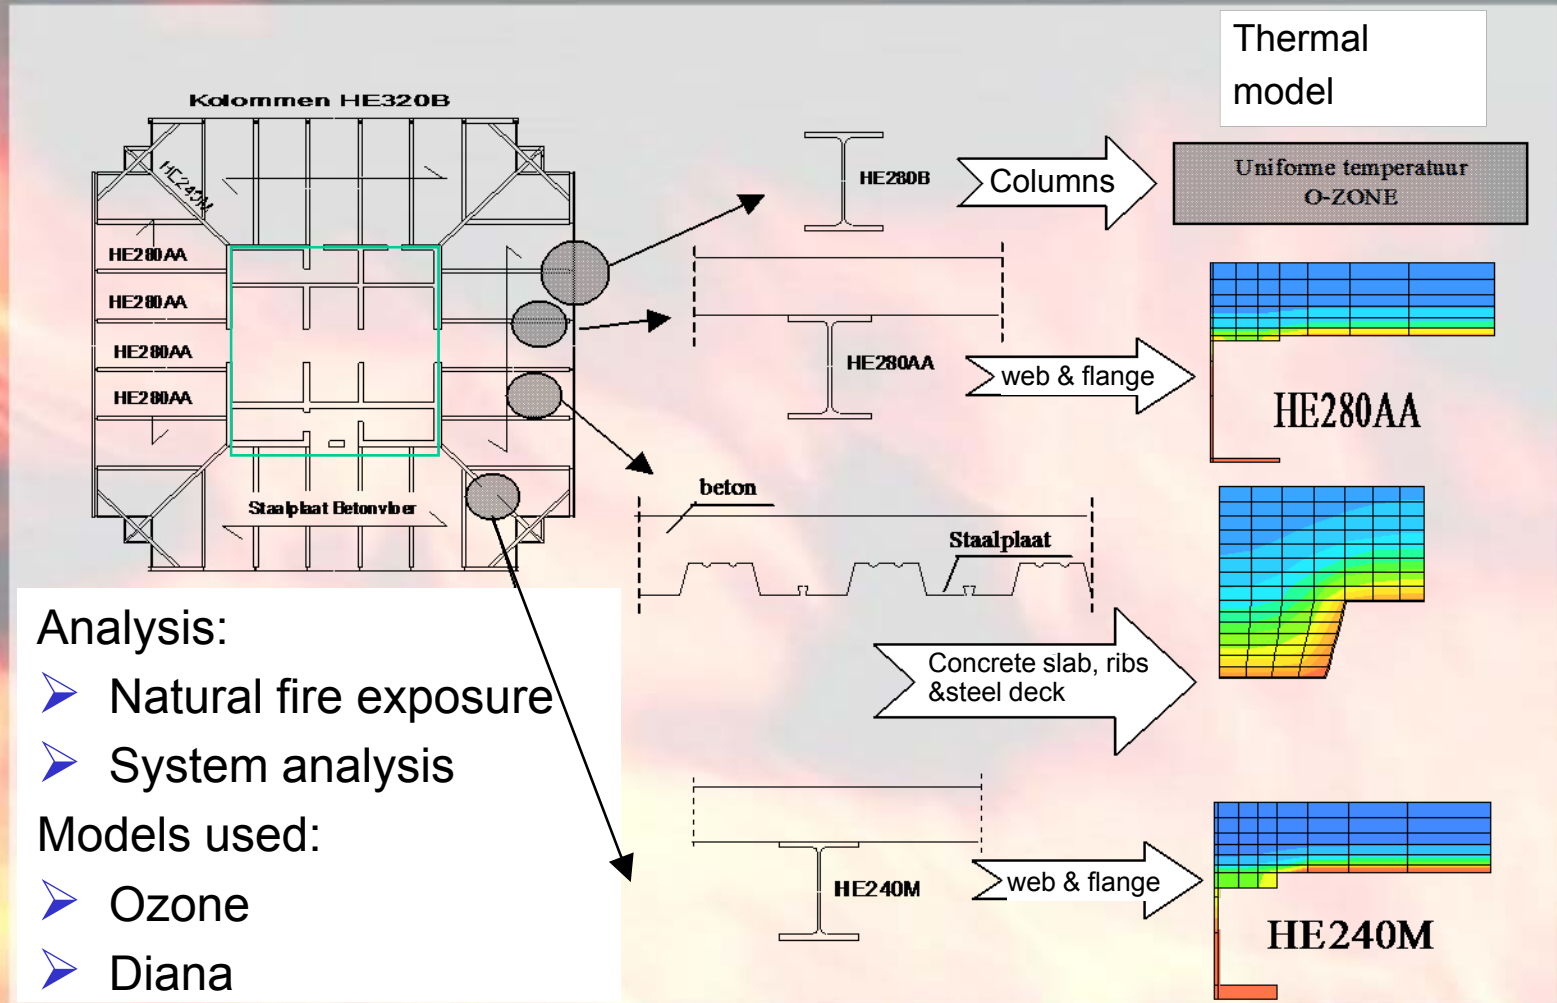 Thermal
model
Kolommen HE320B
HE240M
HE280AA
HE280AA
HE280AA
HE280AA
Staalplaat Betonvloer
HE280B
Columns
Uniforme temperatuur
O-ZONE
HE280AA
web & flange
HE280AA
beton
Staalplaat
Concrete slab, ribs
&steel deck
HE240M
web & flange
HE240M
Analysis:
Natural fire exposure
System analysis
Models used:
Ozone
Diana